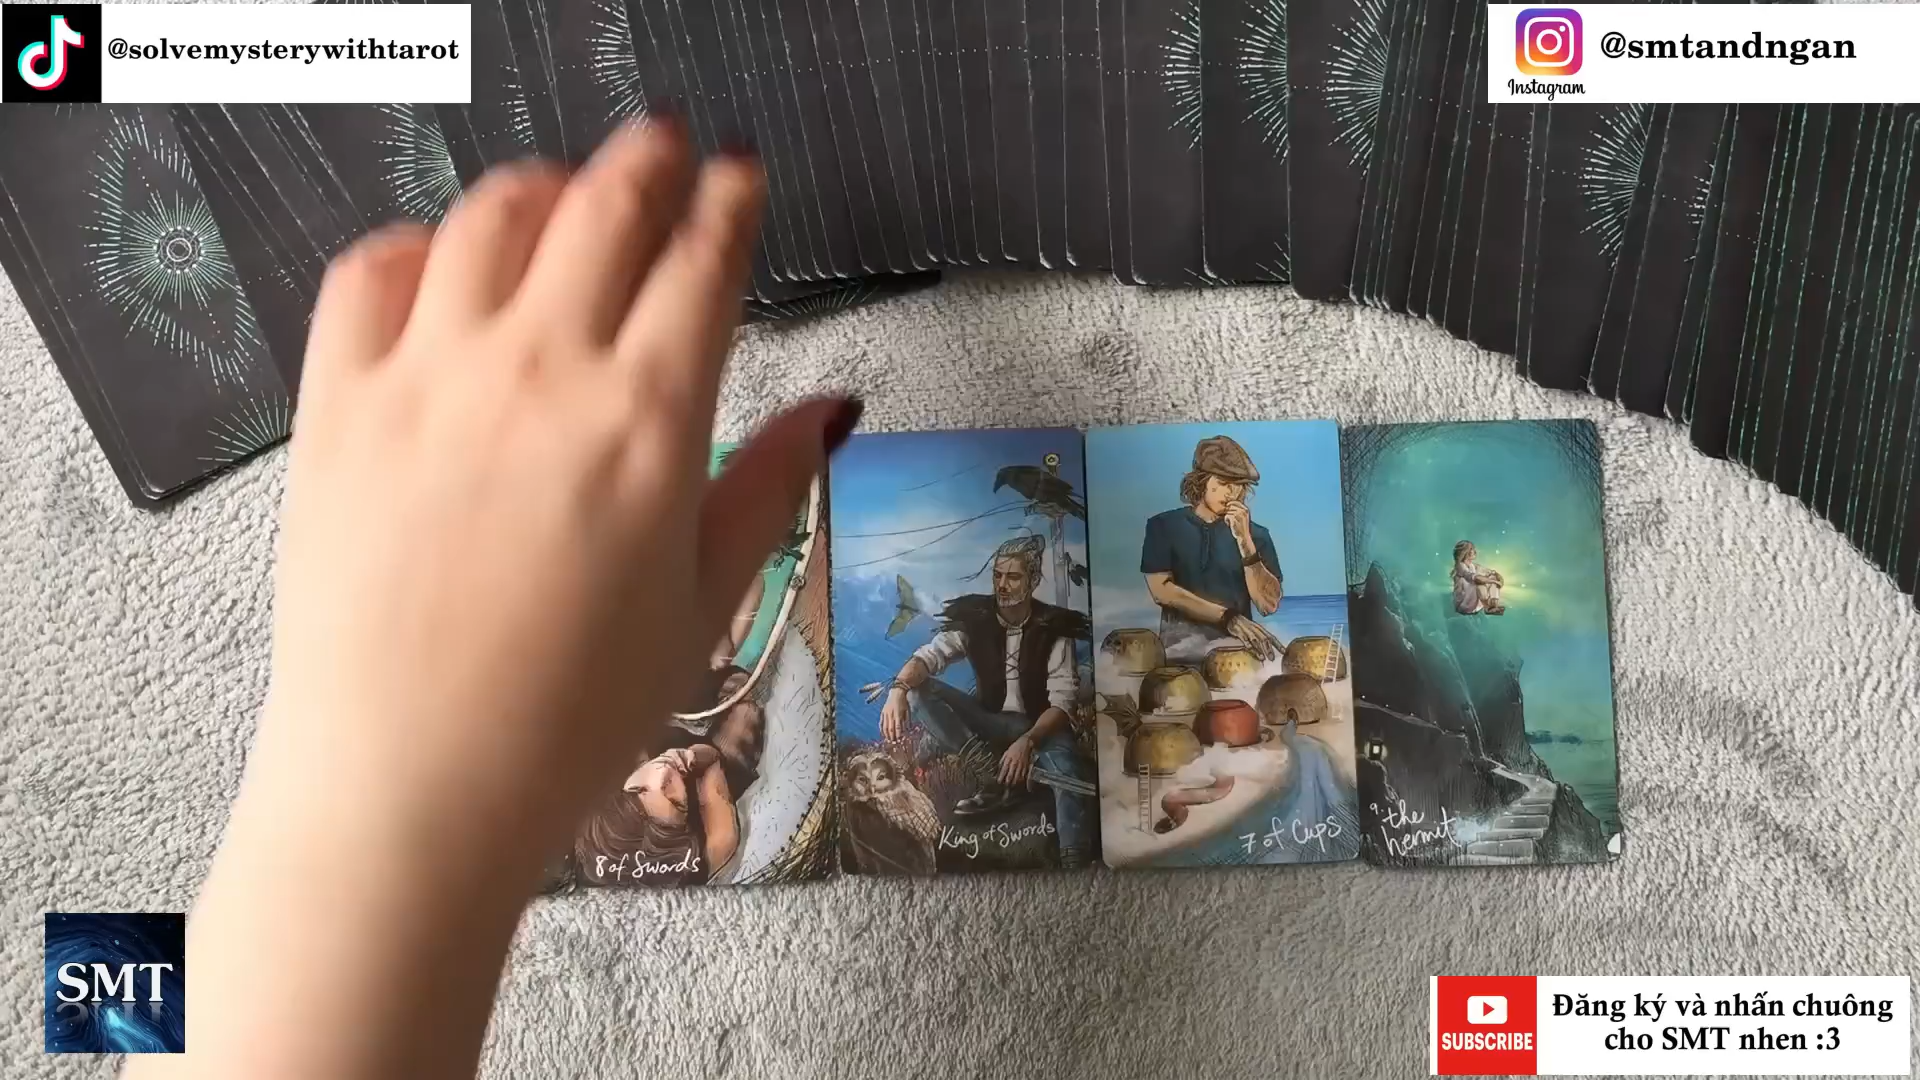 @solvemysterywithtarot
@smtandngan
Instagram
8 of Swords
King of Swords
7 of Cups
9. the
hermit
SMT
SUBSCRIBE
Đăng ký và nhấn chuông
cho SMT nhen :3